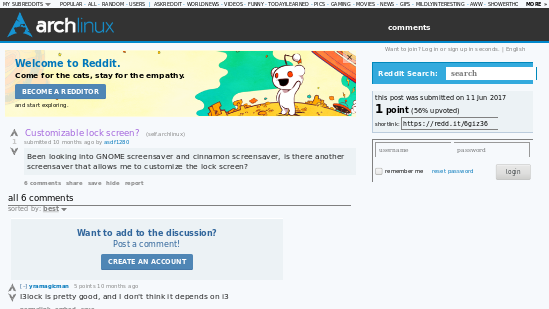 MY SUBREDDITS POPULAR - ALL - RANDOM - USERS | ASKREDDIT - WORLDNEWS - VIDEOS - FUNNY - TODAYILEARNED - PICS - GAMING - MOVIES - NEWS - GIFS - MILDLYINTERESTING - AWW - SHOWERTHC MORE »
archlinux comments
Want to join? Log in or sign up in seconds. | English
Welcome to Reddit.
Come for the cats, stay for the empathy.
BECOME A REDDITOR
and start exploring.
Reddit Search: search
this post was submitted on 11 Jun 2017
1 point (56% upvoted)
shortlink: https://redd.it/6giz36
username password
remember me reset password login
Customizable lock screen? (self.archlinux)
1 submitted 10 months ago by asdf1280
Been looking into GNOME screensaver and cinnamon screensaver, is there another
screensaver that allows me to customize the lock screen?
6 comments share save hide report
all 6 comments
sorted by: best
Want to add to the discussion?
Post a comment!
CREATE AN ACCOUNT
[-] yramagicman 5 points 10 months ago
I3lock is pretty good, and I don't think it depends on i3